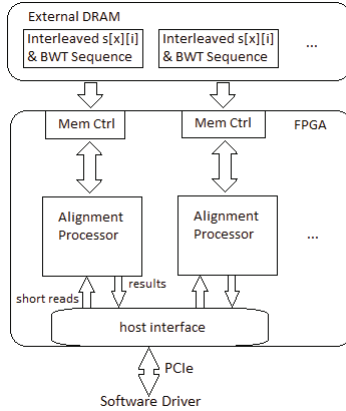 External DRAM
Interleaved s[x][i]
& BWT Sequence
Interleaved s[x][i]
& BWT Sequence
...
Mem Ctrl
Mem Ctrl
FPGA
Alignment
Processor
Alignment
Processor
...
short reads
results
host interface
PCIe
Software Driver